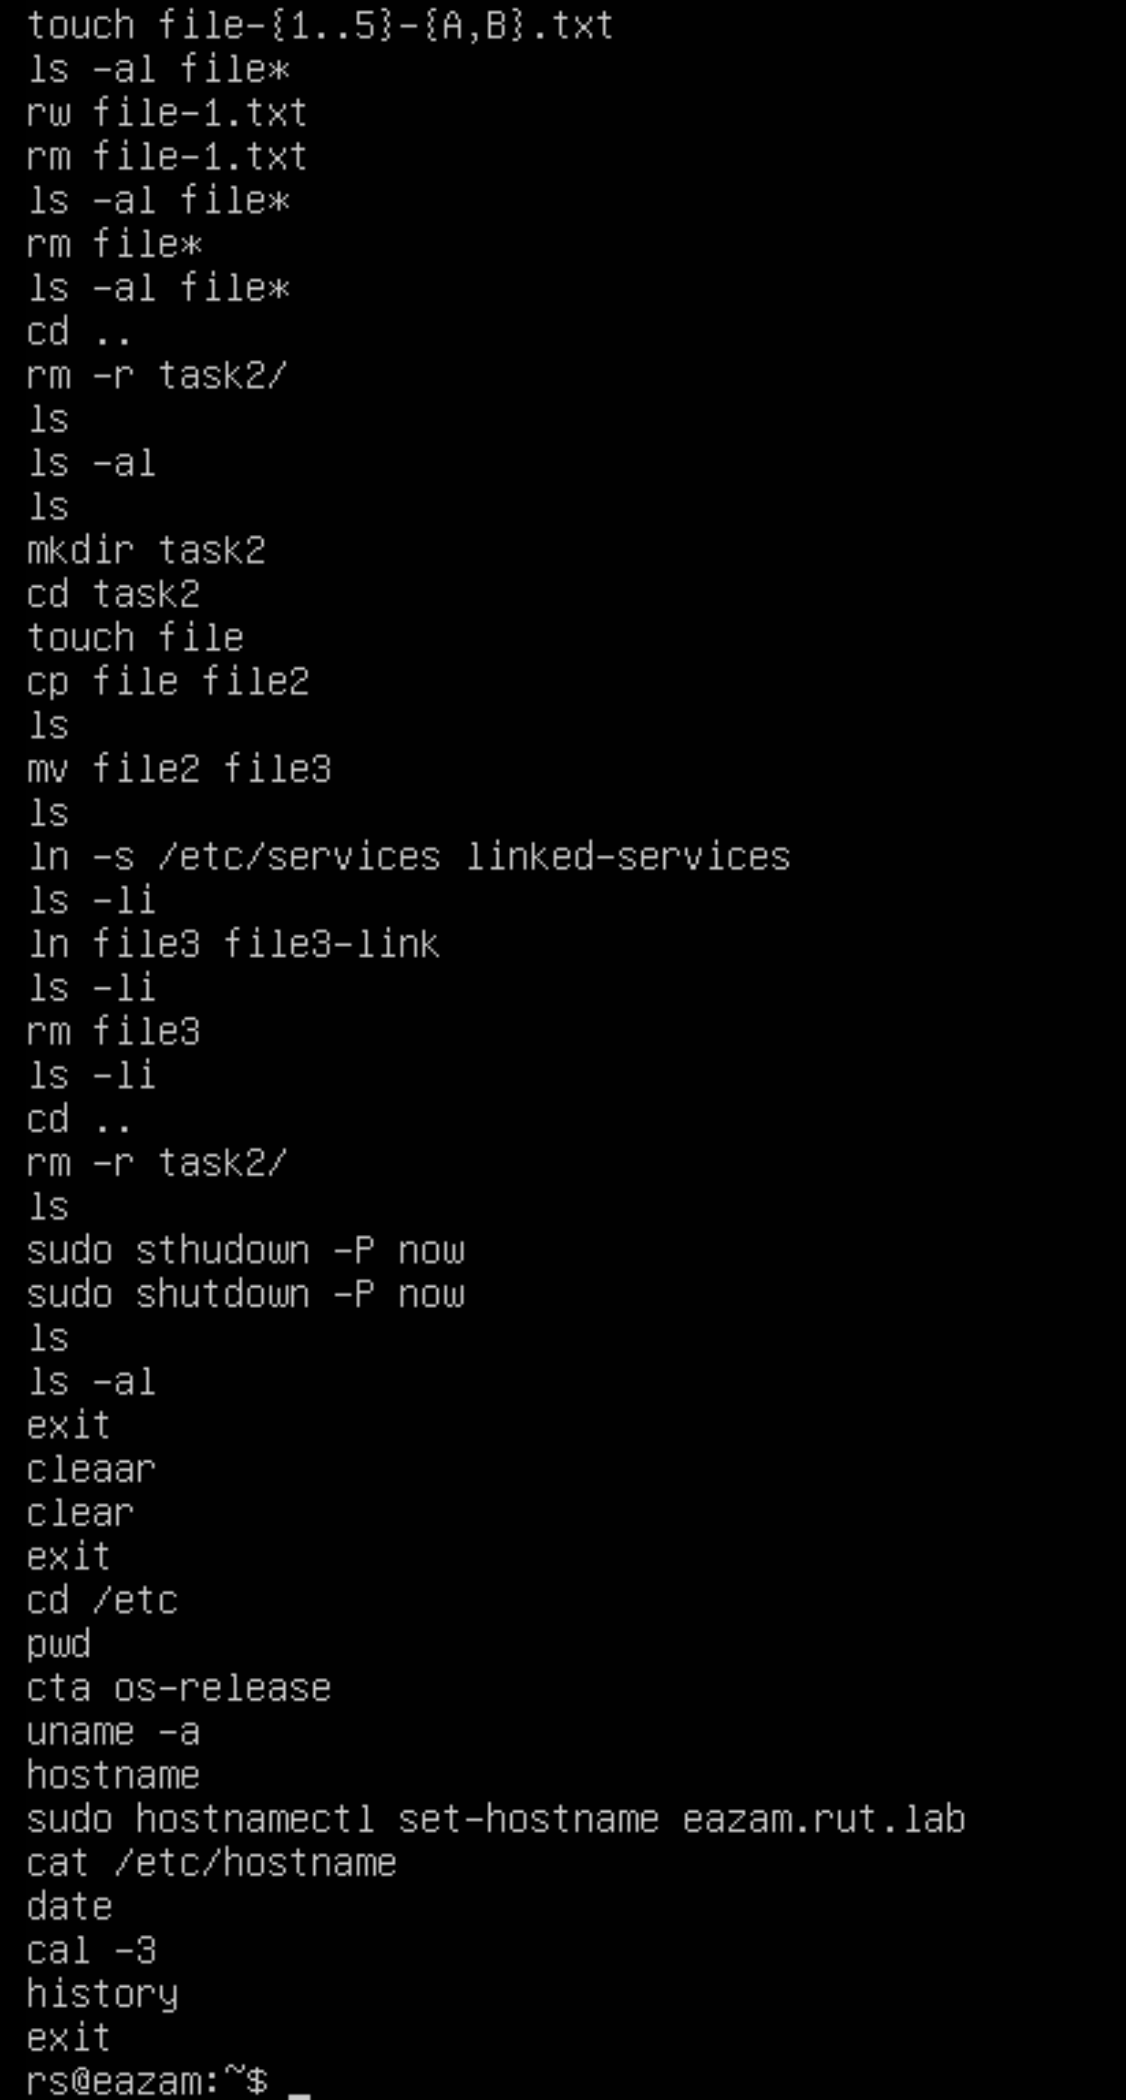 touch file-{1..5}-{A,B}.txt
ls -al file*
rw file-1.txt
rm file-1.txt
ls -al file*
rm file*
ls -al file*
cd ..
rm -r task2/
ls
ls -al
ls
mkdir task2
cd task2
touch file
cp file file2
ls
mv file2 file3
ls
ln -s /etc/services linked-services
ls -li
ln file3 file3-link
ls -li
rm file3
ls -li
cd ..
rm -r task2/
ls
sudo sthudown -P now
sudo shutdown -P now
ls
ls -al
exit
cleaar
clear
exit
cd /etc
pwd
cta os-release
uname -a
hostname
sudo hostnamectl set-hostname eazam.rut.lab
cat /etc/hostname
date
cal -3
history
exit
rs@eazam:~$ _